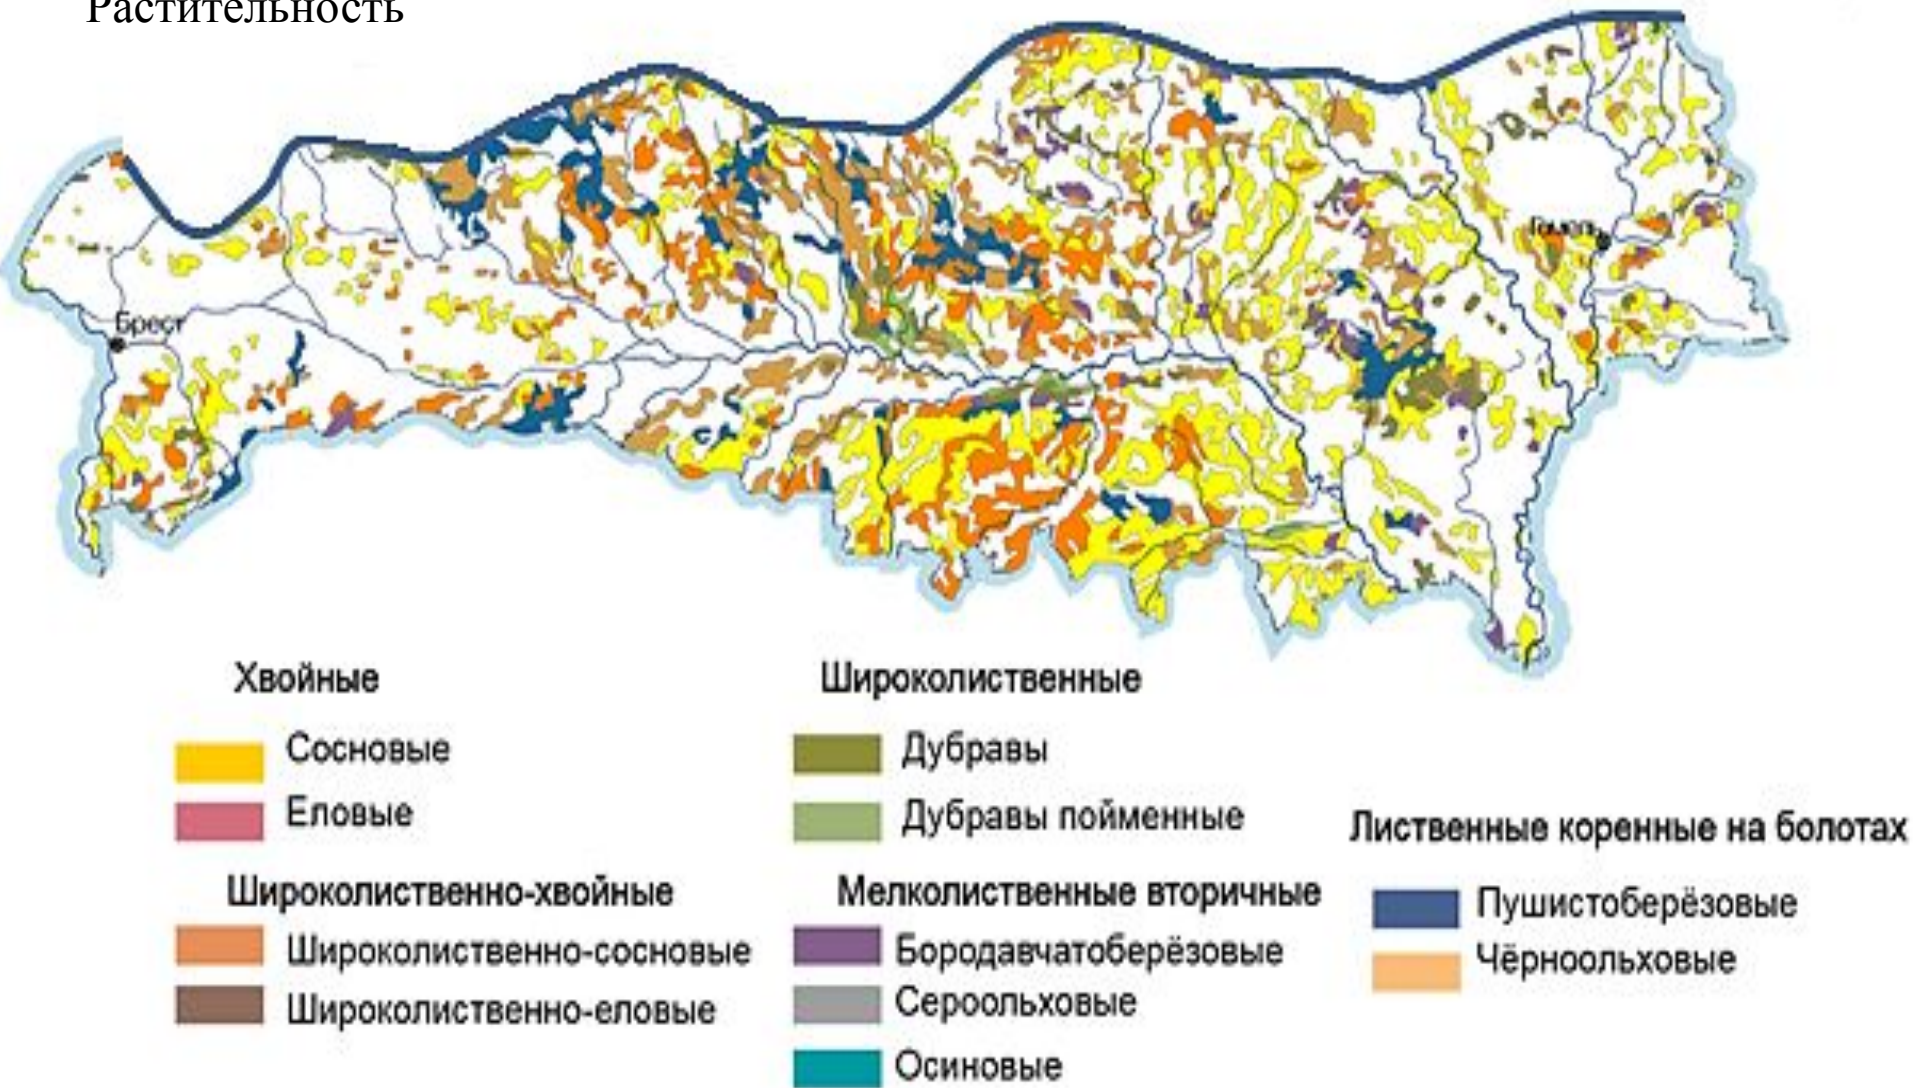 Растительность
Гомель
Брест
Хвойные
Сосновые
Еловые
Широколиственно-хвойные
Широколиственно-сосновые
Широколиственно-еловые
Широколиственные
Дубравы
Дубравы пойменные
Мелколиственные вторичные
Бородавчатоберёзовые
Сероольховые
Осиновые
Лиственные коренные на болотах
Пушистоберёзовые
Чёрноольховые